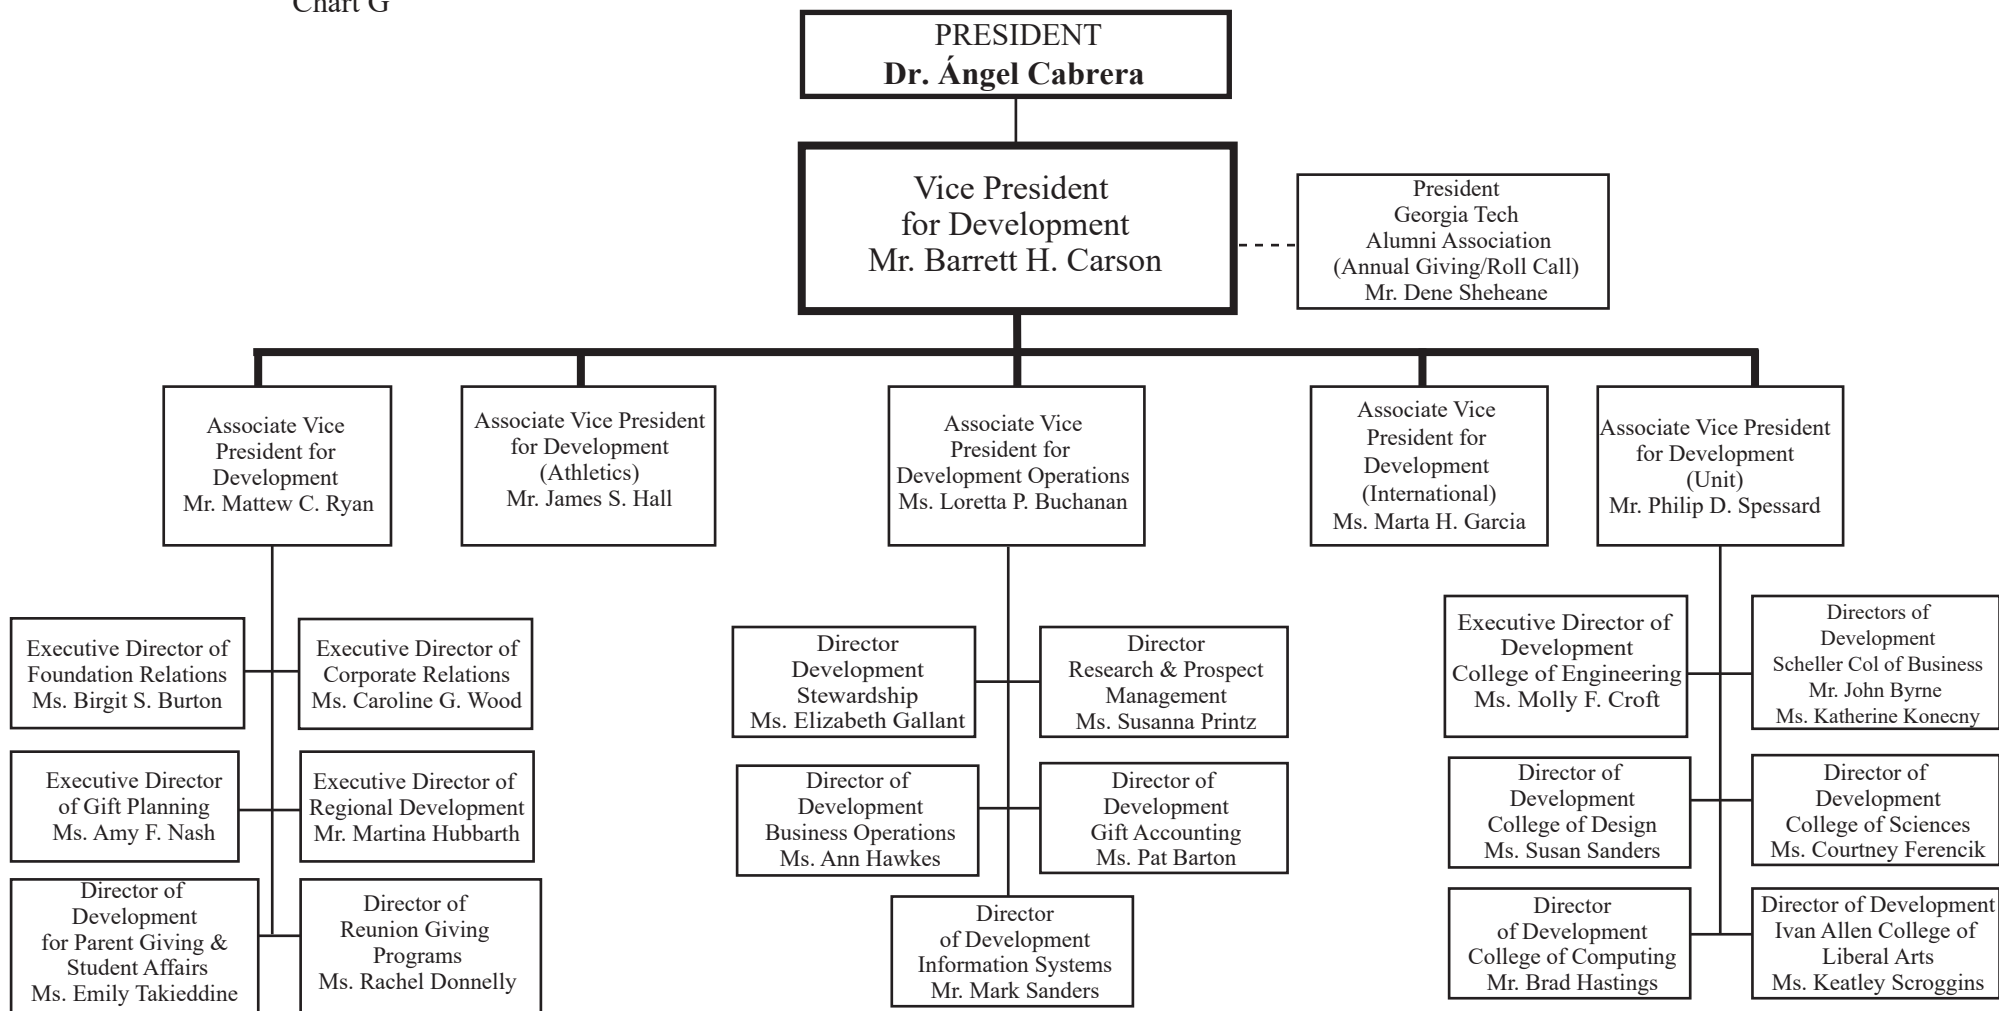 Chart G
PRESIDENT
Dr. Ángel Cabrera
Vice President
for Development
Mr. Barrett H. Carson
President
Georgia Tech
Alumni Association
(Annual Giving/Roll Call)
Mr. Dene Sheheane
Associate Vice
President for
Development
Mr. Mattew C. Ryan
Associate Vice President
for Development
(Athletics)
Mr. James S. Hall
Associate Vice
President for
Development Operations
Ms. Loretta P. Buchanan
Associate Vice
President for
Development
(International)
Ms. Marta H. Garcia
Associate Vice President
for Development
(Unit)
Mr. Philip D. Spessard
Executive Director of
Foundation Relations
Ms. Birgit S. Burton
Executive Director of
Corporate Relations
Ms. Caroline G. Wood
Director
Development
Stewardship
Ms. Elizabeth Gallant
Director
Research & Prospect
Management
Ms. Susanna Printz
Executive Director of
Development
College of Engineering
Ms. Molly F. Croft
Directors of
Development
Scheller Col of Business
Mr. John Byrne
Ms. Katherine Konecny
Executive Director
of Gift Planning
Ms. Amy F. Nash
Executive Director of
Regional Development
Mr. Martina Hubbarth
Director of
Development
Business Operations
Ms. Ann Hawkes
Director of
Development
Gift Accounting
Ms. Pat Barton
Director of
Development
College of Design
Ms. Susan Sanders
Director of
Development
College of Sciences
Ms. Courtney Ferencik
Director of
Development
for Parent Giving &
Student Affairs
Ms. Emily Takieddine
Director of
Reunion Giving
Programs
Ms. Rachel Donnelly
Director
of Development
Information Systems
Mr. Mark Sanders
Director
of Development
College of Computing
Mr. Brad Hastings
Director of Development
Ivan Allen College of
Liberal Arts
Ms. Keatley Scroggins